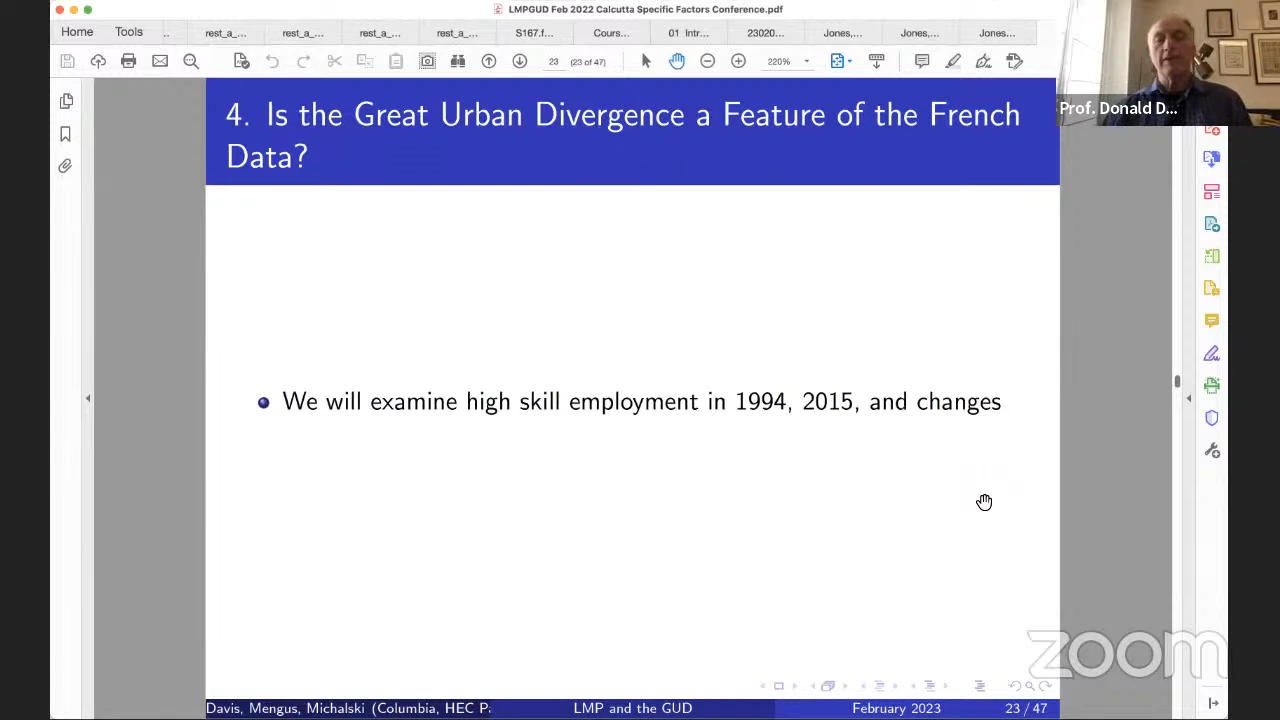 LMPGUD Feb 2022 Calcutta Specific Factors Conference.pdf
Home Tools .. rest_a_... rest_a_... rest_a_... rest_a_... S167.f... Cours... 01 Intr... 23020... Jones,... Jones,... Jones...
23 (23 of 47) 220%
Prof. Donald D...
4. Is the Great Urban Divergence a Feature of the French
Data?
We will examine high skill employment in 1994, 2015, and changes
zoom
Davis, Mengus, Michalski (Columbia, HEC Pa LMP and the GUD February 2023 23 / 47